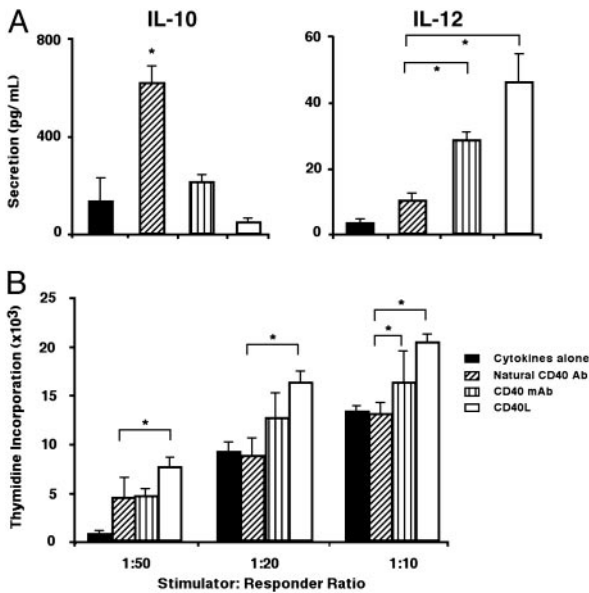 A
IL-10
IL-12
Secretion (pg/ mL)
800
400
0
*
60
40
20
0
*
*
B
Thymidine Incorporation (x10³)
25
20
15
10
5
0
*
*
*
*
1:50
1:20
1:10
Stimulator: Responder Ratio
Cytokines alone
Natural CD40 Ab
CD40 mAb
CD40L